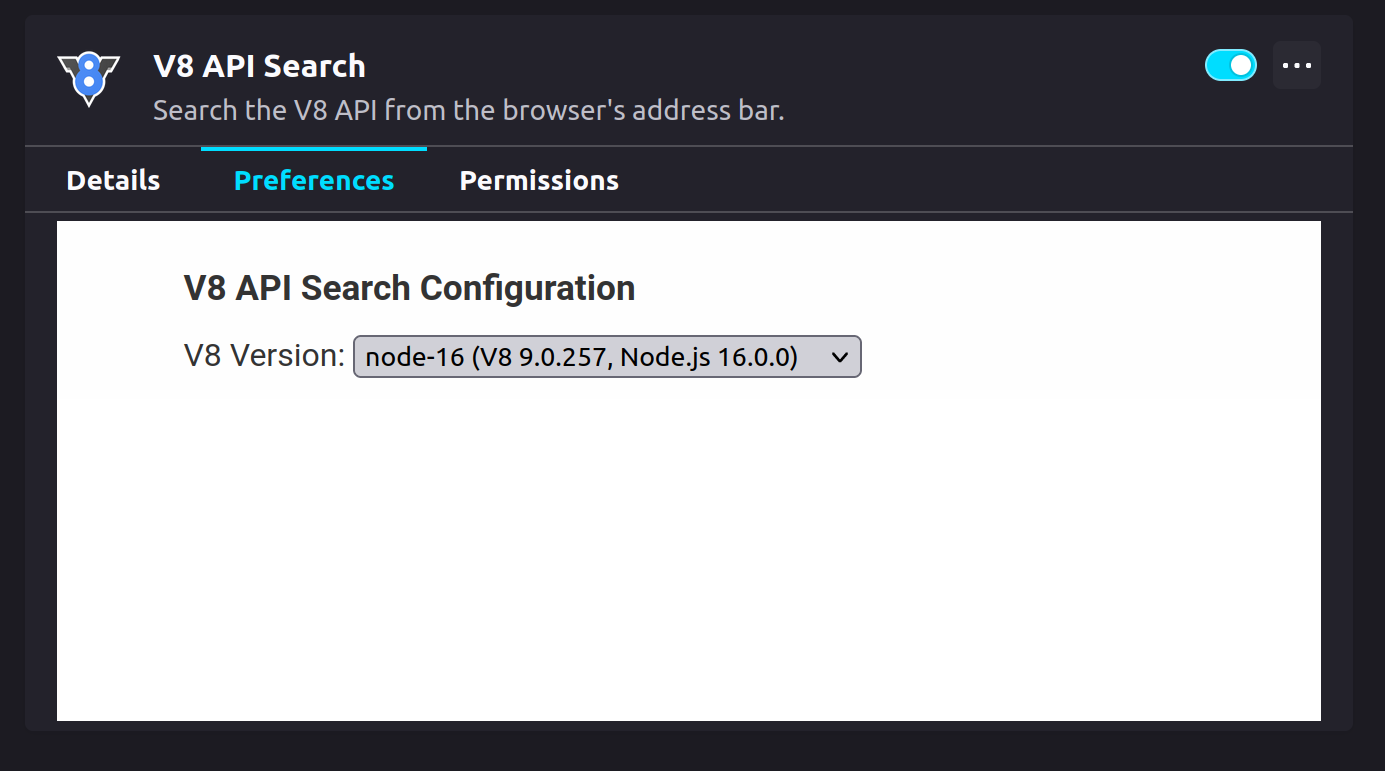 V8 API Search
Search the V8 API from the browser's address bar.
Details Preferences Permissions
V8 API Search Configuration
V8 Version: node-16 (V8 9.0.257, Node.js 16.0.0)